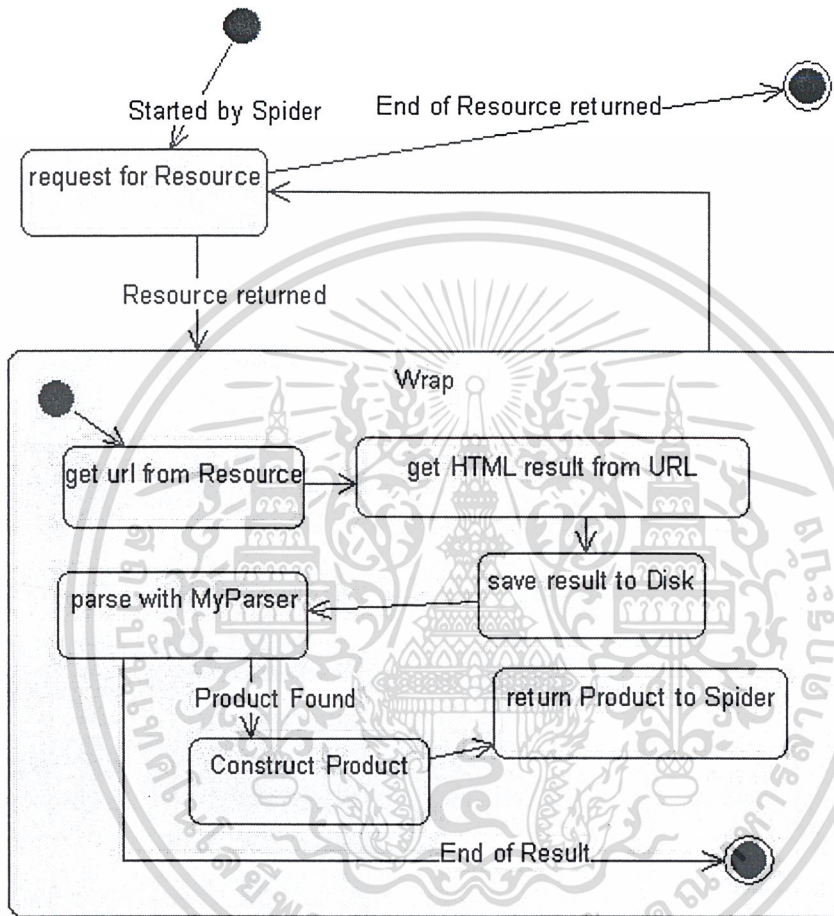 Started by Spider
End of Resource returned
request for Resource
Resource returned
Wrap
get url from Resource
get HTML result from URL
save result to Disk
parse with MyParser
Product Found
return Product to Spider
Construct Product
End of Result